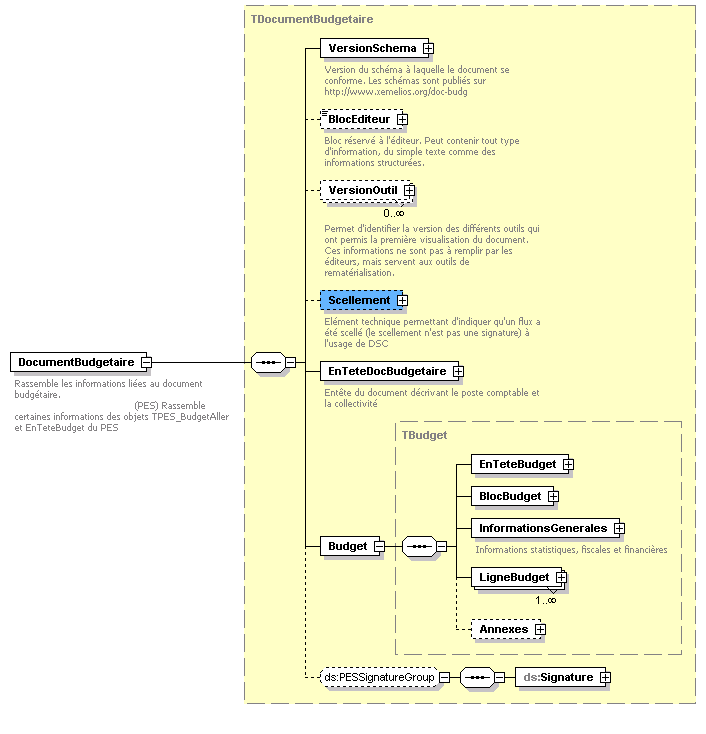 TDocumentBudgetaire
VersionSchema
Version du schéma à laquelle le document se
conforme. Les schémas sont publiés sur
http://www.xemelios.org/doc-budg
BlocEditeur
Bloc réservé à l'éditeur. Peut contenir tout type
d'information, du simple texte comme des
informations structurées.
VersionOutil
0..∞
Permet d'identifier la version des différents outils qui
ont permis la première visualisation du document.
Ces informations ne sont pas à remplir par les
éditeurs, mais servent aux outils de
rematérialisation.
Scellement
Elément technique permettant d'indiquer qu'un flux a
été scellé (le scellement n'est pas une signature) à
l'usage de DSC
DocumentBudgetaire
Rassemble les informations liées au document
budgétaire.
(PES) Rassemble
certaines informations des objets TPES_BudgetAller
et EnTeteBudget du PES
EnTeteDocBudgetaire
Entête du document décrivant le poste comptable et
la collectivité
TBudget
EnTeteBudget
BlocBudget
InformationsGenerales
Informations statistiques, fiscales et financières
Budget
LigneBudget
1..∞
Annexes
ds:PESSignatureGroup
ds:Signature